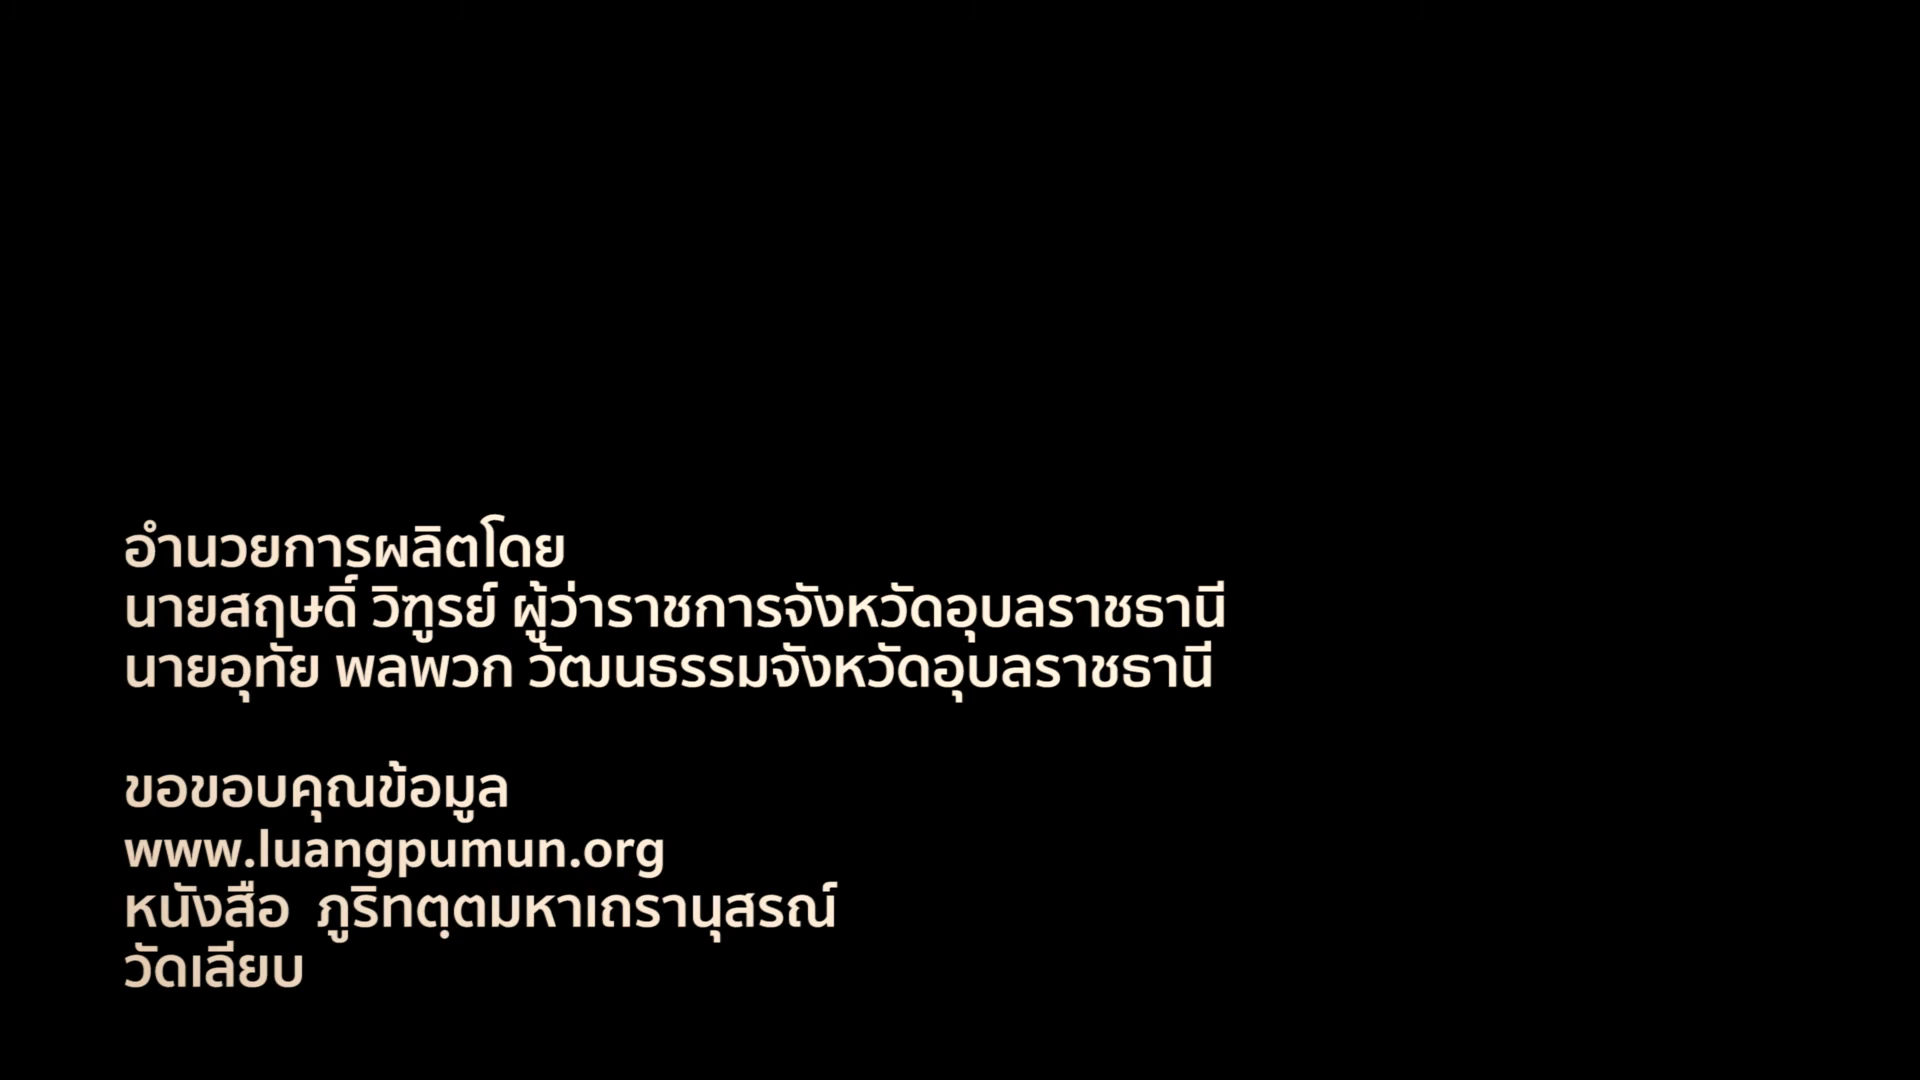 อำนวยการผลิตโดย
นายสฤษดิ์ วิฑูรย์ ผู้ว่าราชการจังหวัดอุบลราชธานี
นายอุทัย พลพวก วัฒนธรรมจังหวัดอุบลราชธานี
ขอขอบคุณข้อมูล
www.luangpumun.org
หนังสือ ภูริทตฺตมหาเถรานุสรณ์
วัดเลียบ